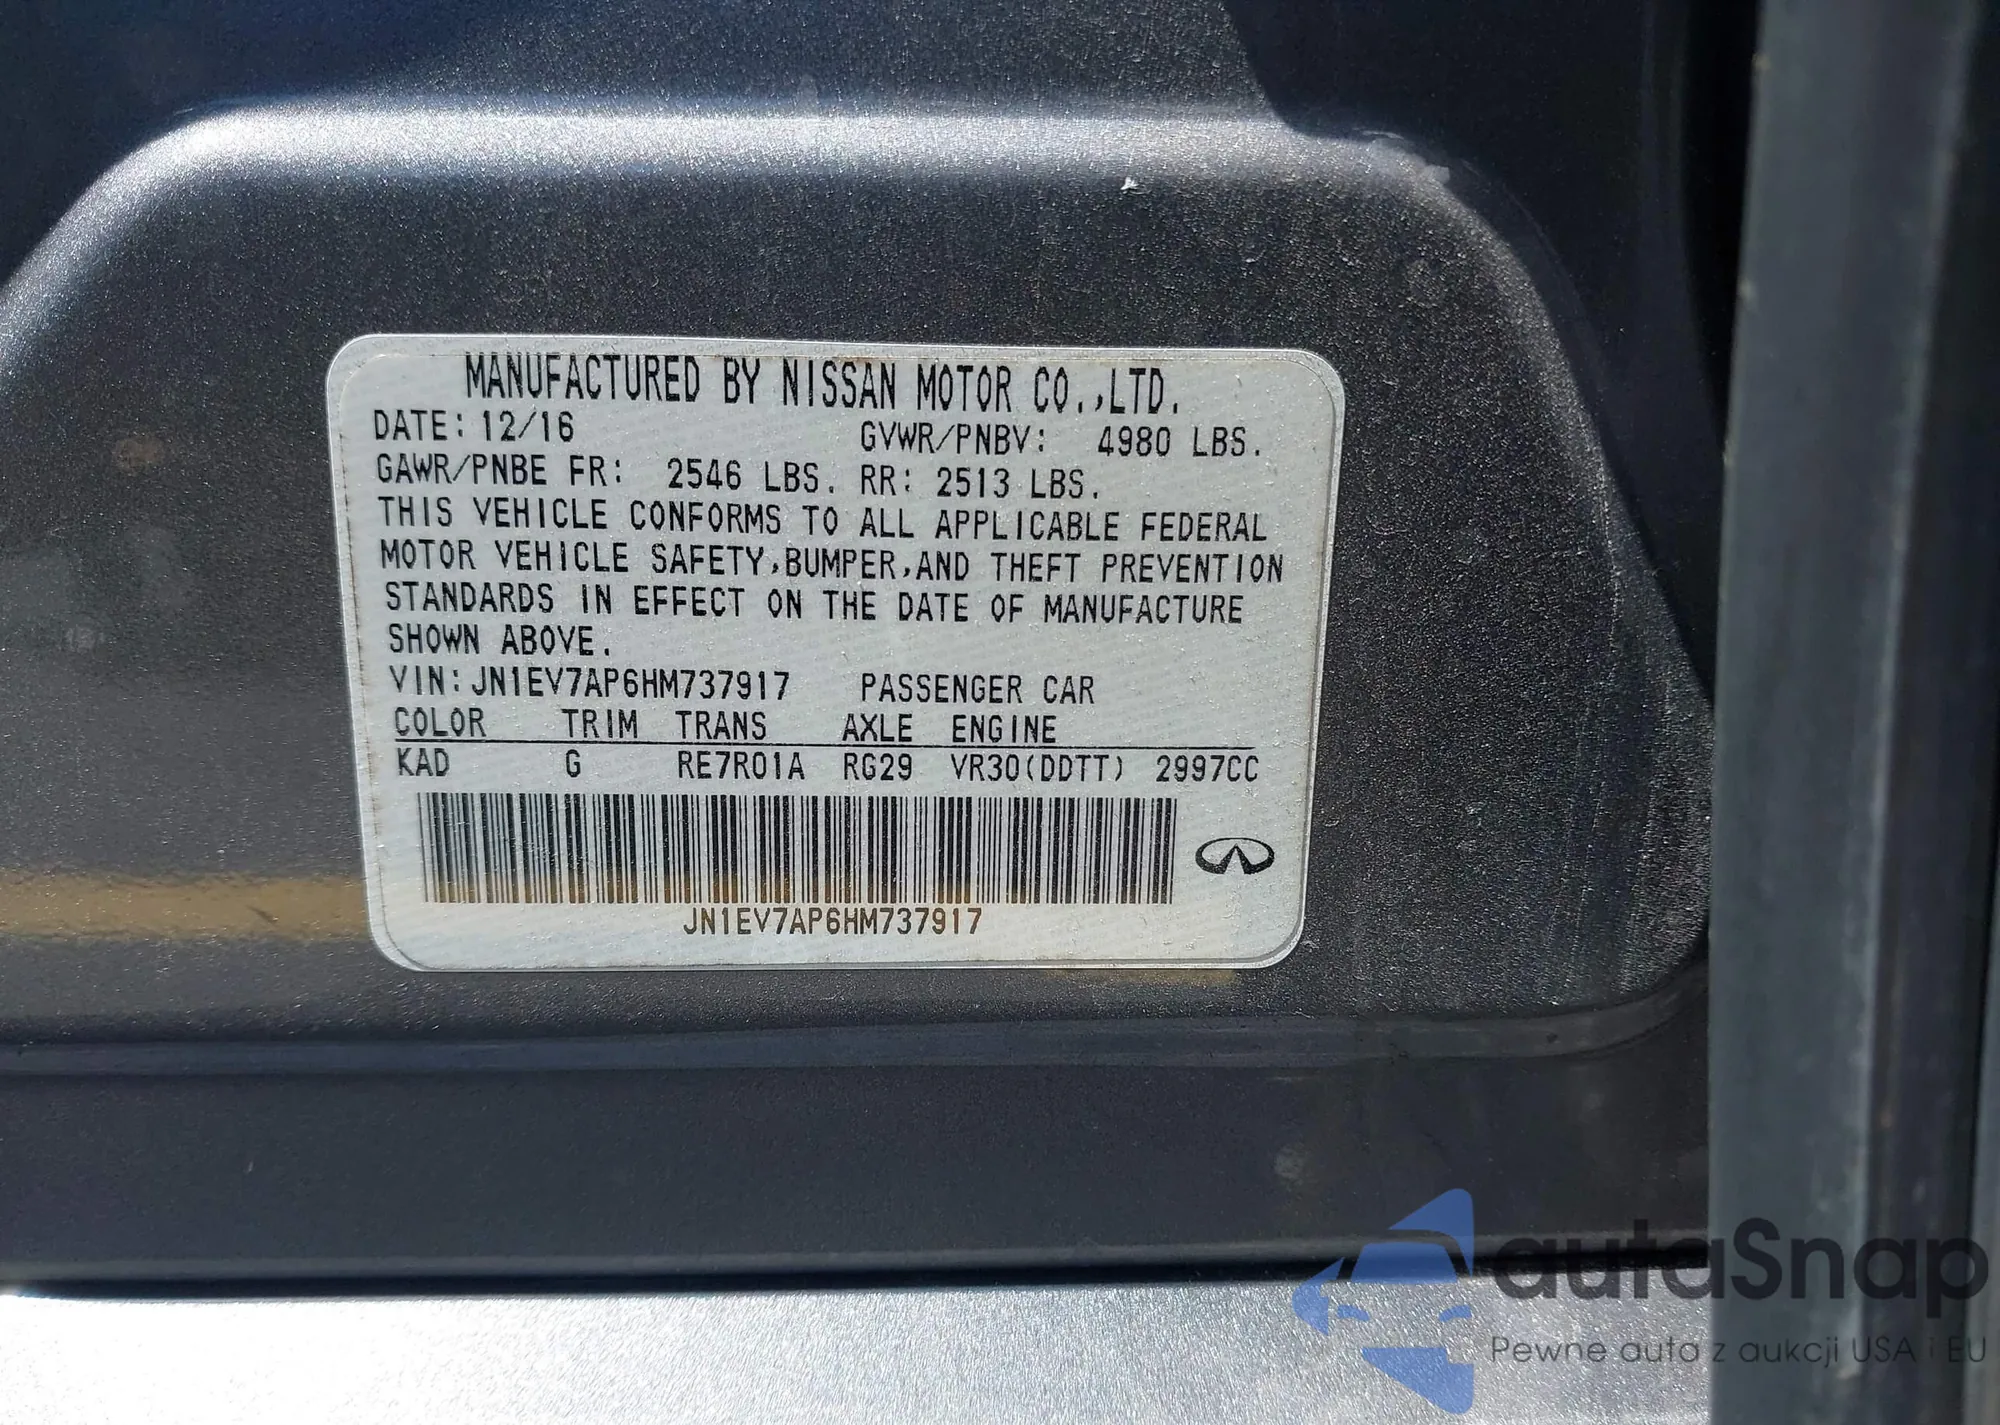 MANUFACTURED BY NISSAN MOTOR CO.,LTD.
DATE: 12/16 GVWR/PNBV: 4980 LBS.
GAWR/PNBE FR: 2546 LBS. RR: 2513 LBS.
THIS VEHICLE CONFORMS TO ALL APPLICABLE FEDERAL
MOTOR VEHICLE SAFETY,BUMPER,AND THEFT PREVENTION
STANDARDS IN EFFECT ON THE DATE OF MANUFACTURE
SHOWN ABOVE.
VIN: JN1EV7AP6HM737917 PASSENGER CAR
COLOR TRIM TRANS AXLE ENGINE
KAD G RE7R01A RG29 VR30(DDTT) 2997CC
JN1EV7AP6HM737917
autaSnap
Pewne auta z aukcji USA i EU